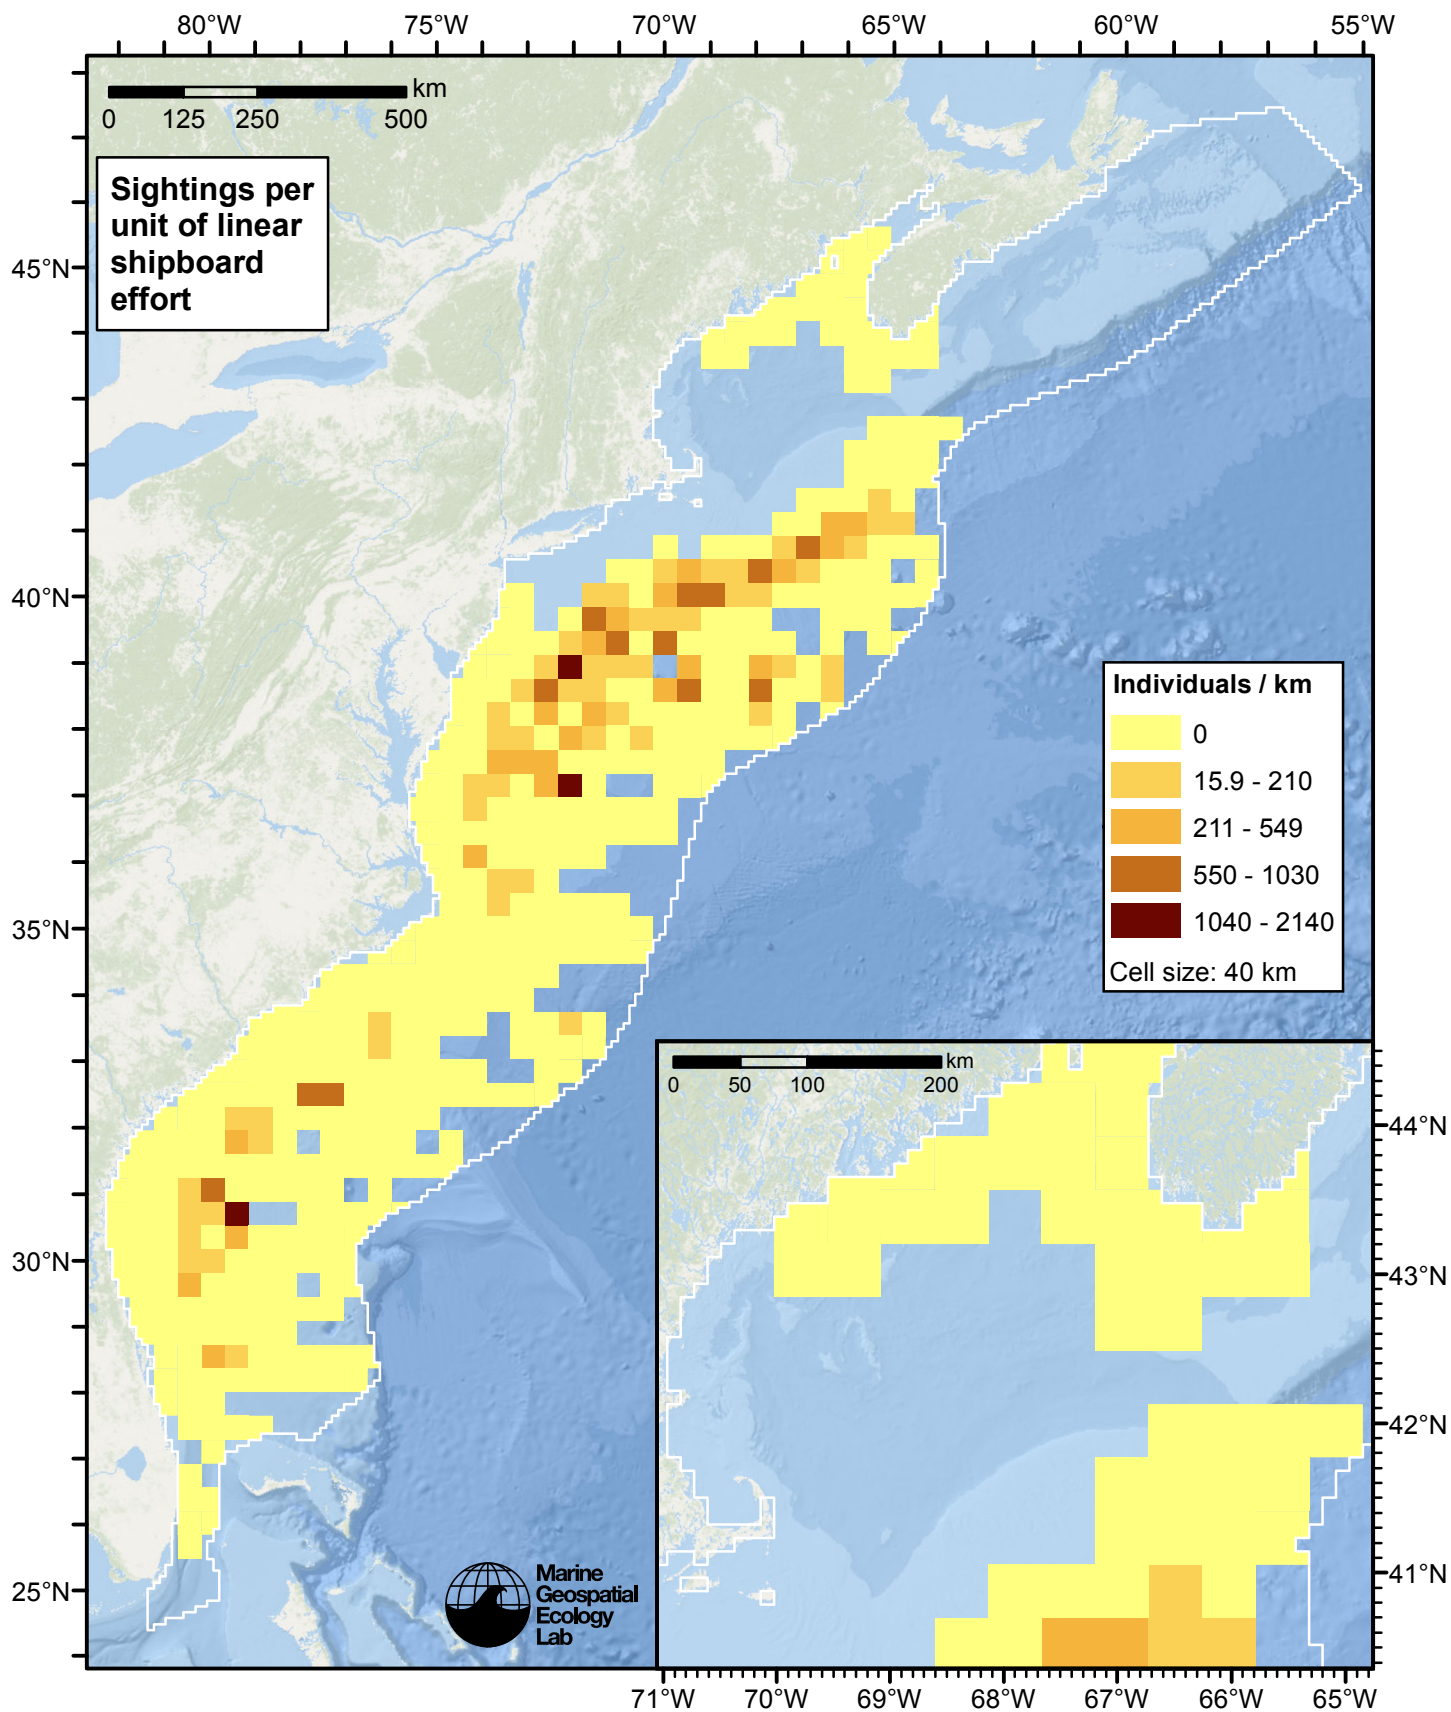 80°W 75°W 70°W 65°W 60°W 55°W
km
0 125 250 500
Sightings per
unit of linear
shipboard
effort
45°N
40°N
35°N
30°N
25°N
Individuals / km
0
15.9 - 210
211 - 549
550 - 1030
1040 - 2140
Cell size: 40 km
km
0 50 100 200
44°N
43°N
42°N
41°N
71°W 70°W 69°W 68°W 67°W 66°W 65°W
Marine
Geospatial
Ecology
Lab